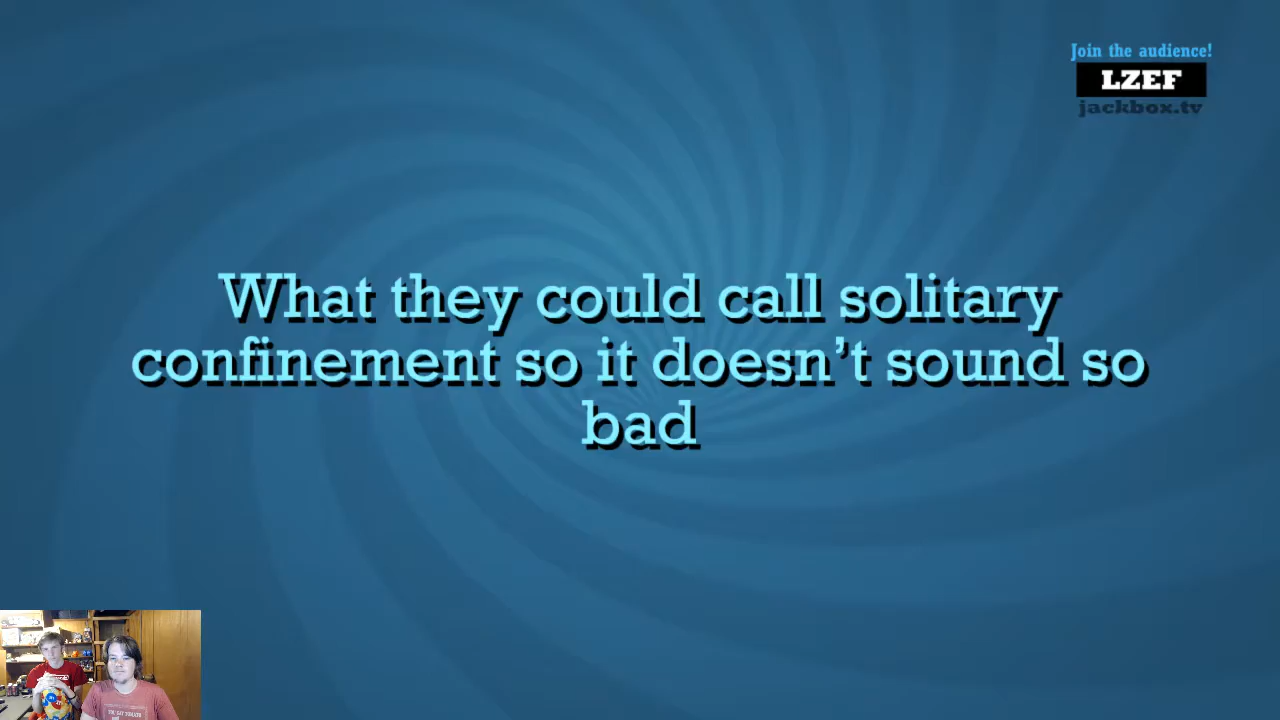 Join the audience!
LZEF
jackbox.tv
What they could call solitary
confinement so it doesn't sound so
bad